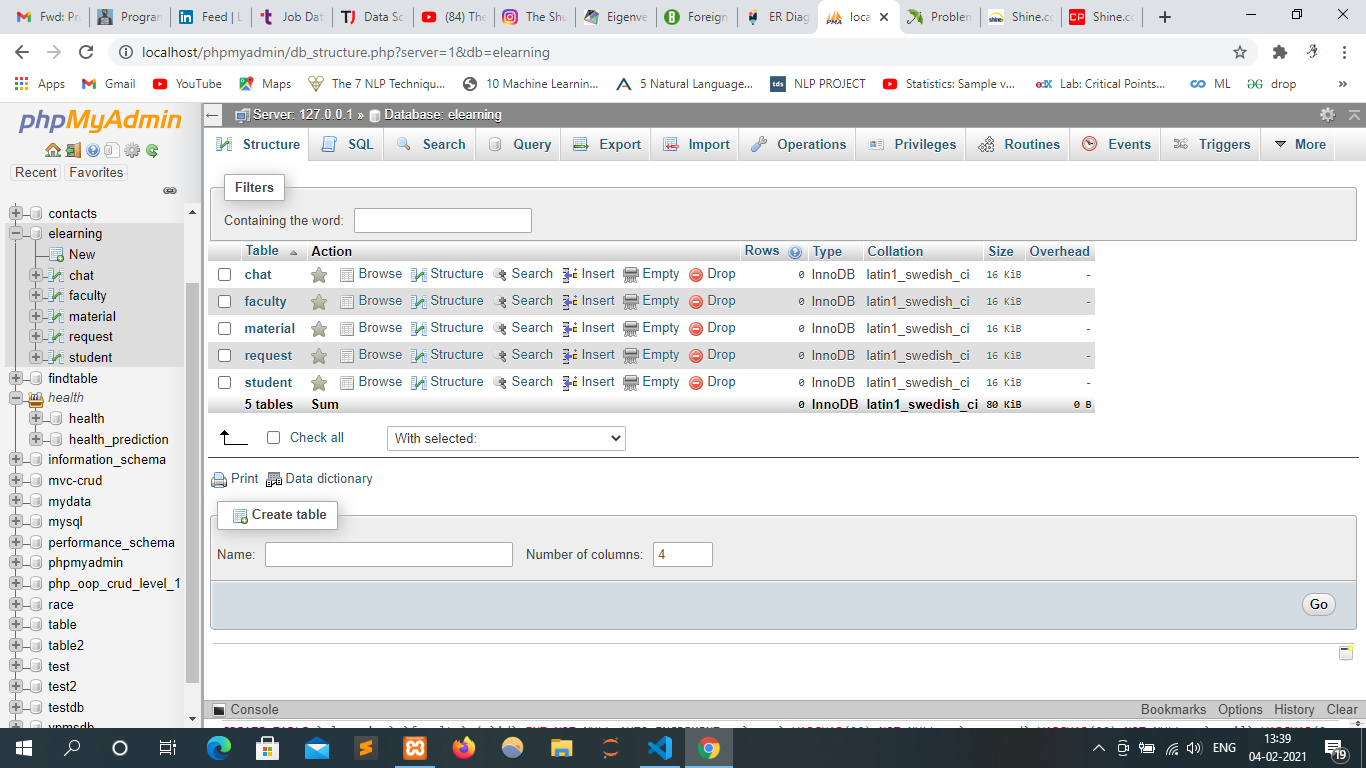 Fwd: Pro
Program
Feed | L
Job Dat
Data Sc
(84) The
The Shu
Eigenve
Foreign
ER Diag
loca
Problem
Shine.co
Shine.co
localhost/phpmyadmin/db_structure.php?server=1&db=elearning
Apps
Gmail
YouTube
Maps
The 7 NLP Techniqu...
10 Machine Learnin...
5 Natural Language...
NLP PROJECT
Statistics: Sample v...
Lab: Critical Points...
ML
drop
phpMyAdmin
Recent
Favorites
contacts
elearning
New
chat
faculty
material
request
student
findtable
health
health
health_prediction
information_schema
mvc-crud
mydata
mysql
performance_schema
phpmyadmin
php_oop_crud_level_1
race
table
table2
test
test2
testdb
Server: 127.0.0.1 » Database: elearning
Structure SQL Search Query Export Import Operations Privileges Routines Events Triggers More
Filters
Containing the word:
Table Action Rows Type Collation Size Overhead
chat Browse Structure Search Insert Empty Drop 0 InnoDB latin1_swedish_ci 16 KiB -
faculty Browse Structure Search Insert Empty Drop 0 InnoDB latin1_swedish_ci 16 KiB -
material Browse Structure Search Insert Empty Drop 0 InnoDB latin1_swedish_ci 16 KiB -
request Browse Structure Search Insert Empty Drop 0 InnoDB latin1_swedish_ci 16 KiB -
student Browse Structure Search Insert Empty Drop 0 InnoDB latin1_swedish_ci 16 KiB -
5 tables Sum 0 InnoDB latin1_swedish_ci 80 KiB 0 B
Check all With selected:
Print Data dictionary
Create table
Name: Number of columns: 4
Go
Console Bookmarks Options History Clear
ENG
13:39
04-02-2021
19